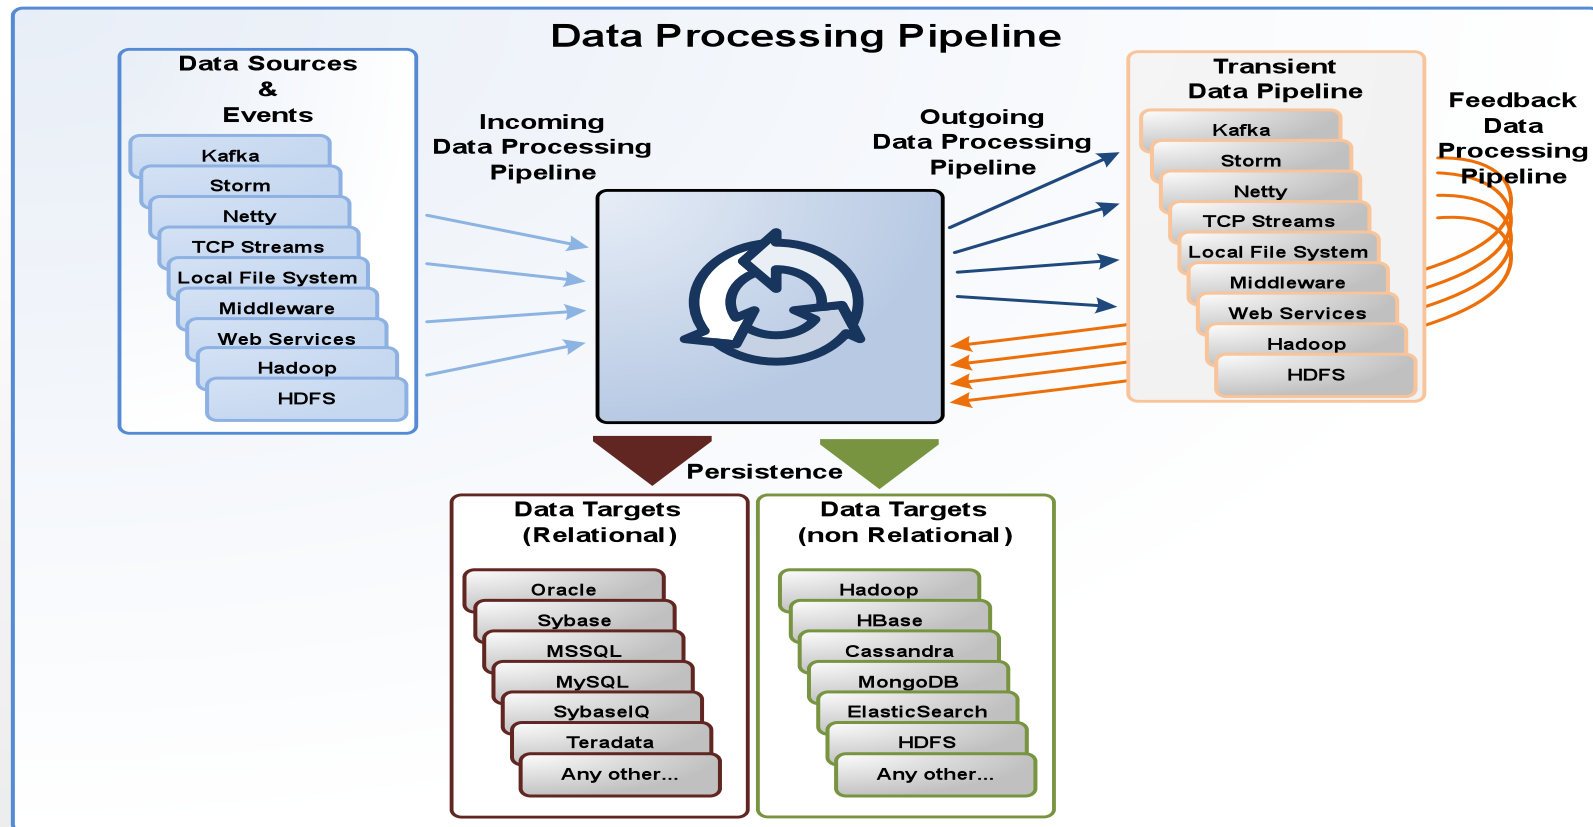 Data Processing Pipeline
Data Sources
&
Events
Kafka
Storm
Netty
TCP Streams
Local File System
Middleware
Web Services
Hadoop
HDFS
Incoming
Data Processing
Pipeline
Outgoing
Data Processing
Pipeline
Transient
Data Pipeline
Kafka
Storm
Netty
TCP Streams
Local File System
Middleware
Web Services
Hadoop
HDFS
Feedback
Data
Processing
Pipeline
Persistence
Data Targets
(Relational)
Oracle
Sybase
MSSQL
MySQL
SybaseIQ
Teradata
Any other...
Data Targets
(non Relational)
Hadoop
HBase
Cassandra
MongoDB
ElasticSearch
HDFS
Any other...